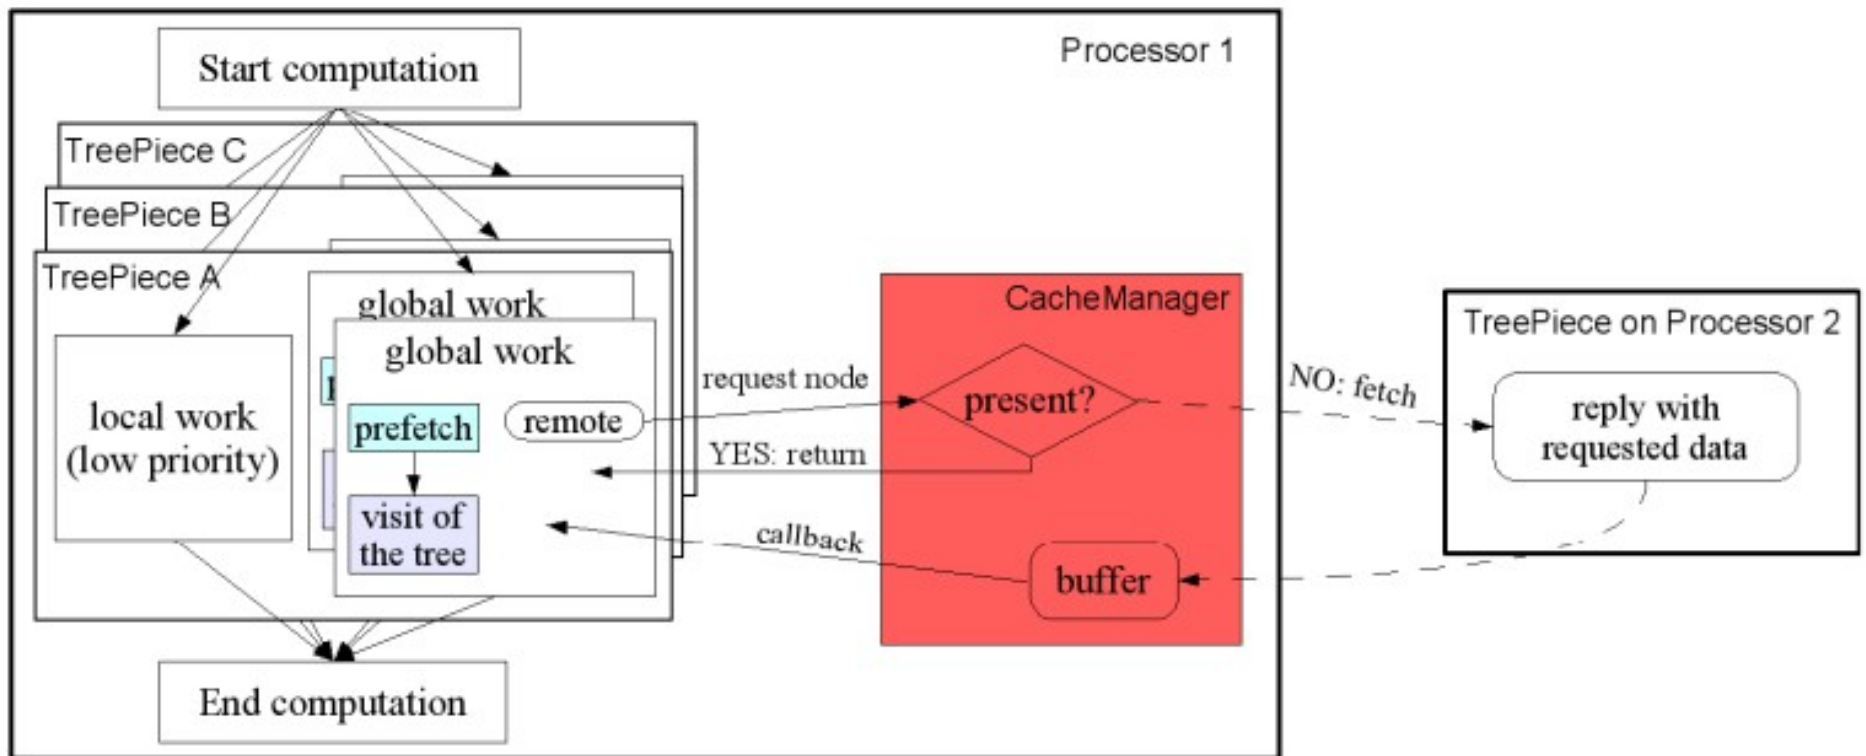 Processor 1
Start computation
TreePiece C
TreePiece B
TreePiece A
global work
global work
local work
(low priority)
prefetch
remote
visit of
the tree
request node
YES: return
callback
CacheManager
present?
buffer
NO: fetch
TreePiece on Processor 2
reply with
requested data
End computation